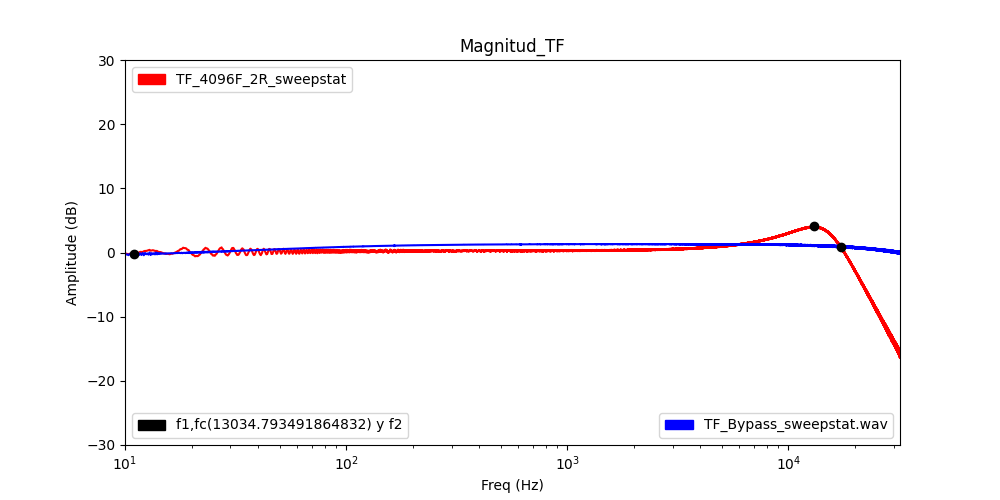 Magnitud_TF
30
TF_4096F_2R_sweepstat
20
10
0
−10
−20
−30
Amplitude (dB)
f1,fc(13034.793491864832) y f2
TF_Bypass_sweepstat.wav
10¹ 10² 10³ 10⁴
Freq (Hz)